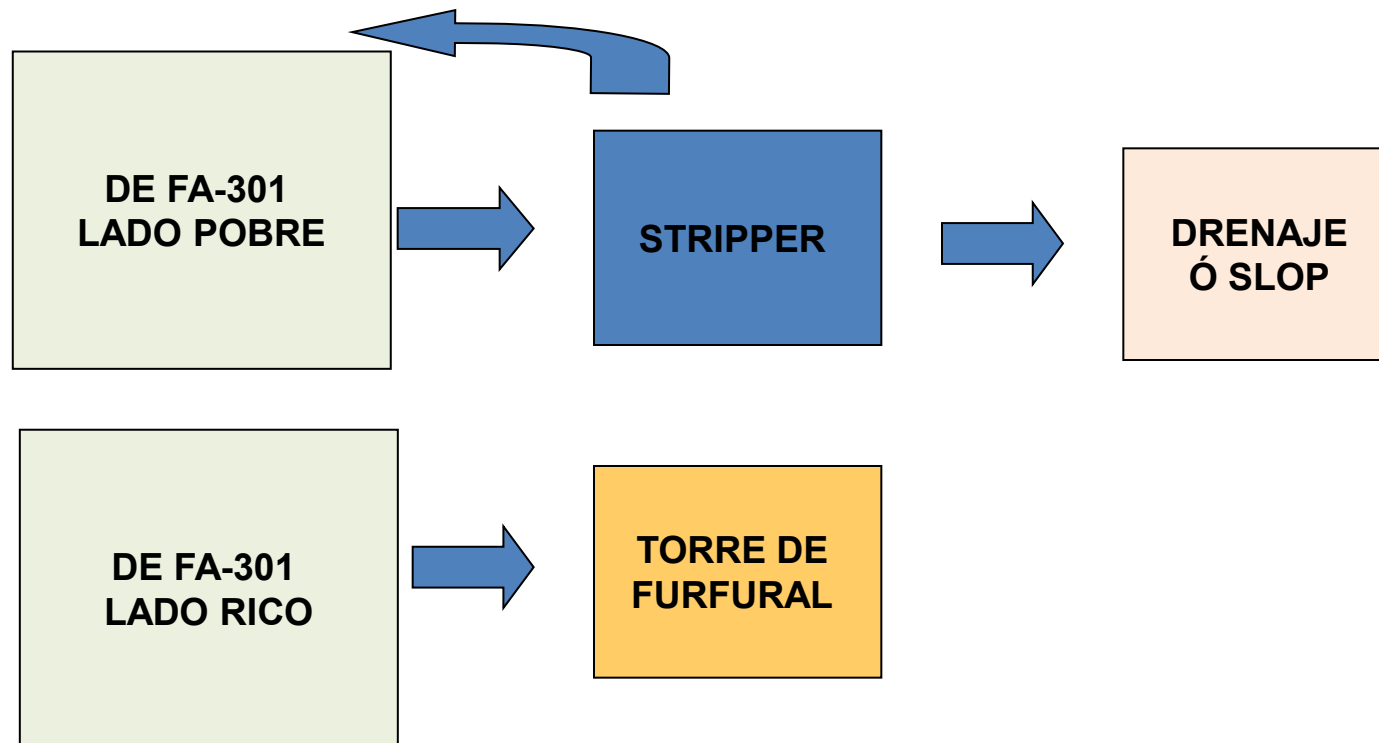 DE FA-301
LADO POBRE
STRIPPER
DRENAJE
Ó SLOP
DE FA-301
LADO RICO
TORRE DE
FURFURAL